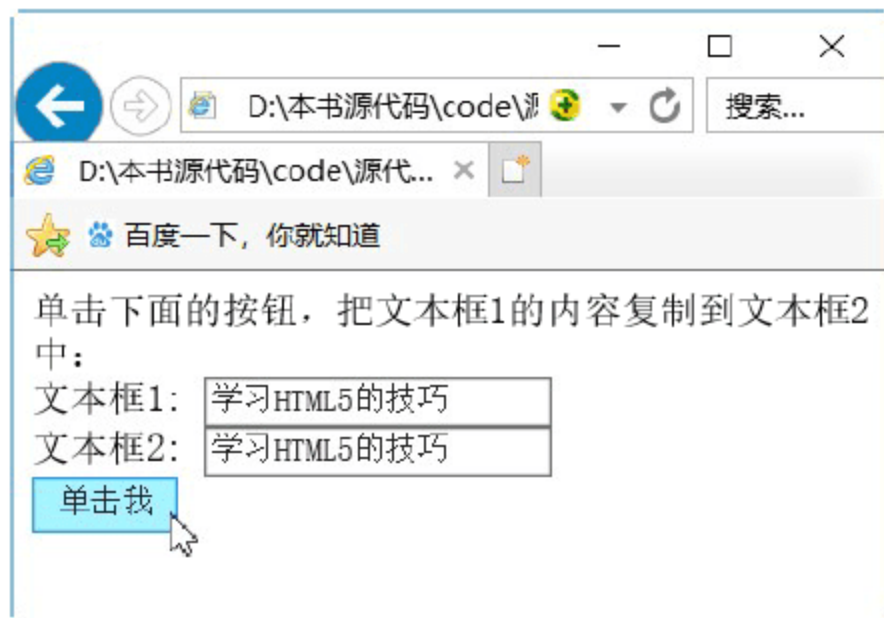 D:\本书源代码\code\源
搜索...
D:\本书源代码\code\源代...
百度一下，你就知道
单击下面的按钮，把文本框1的内容复制到文本框2
中：
文本框1: 学习HTML5的技巧
文本框2: 学习HTML5的技巧
单击我